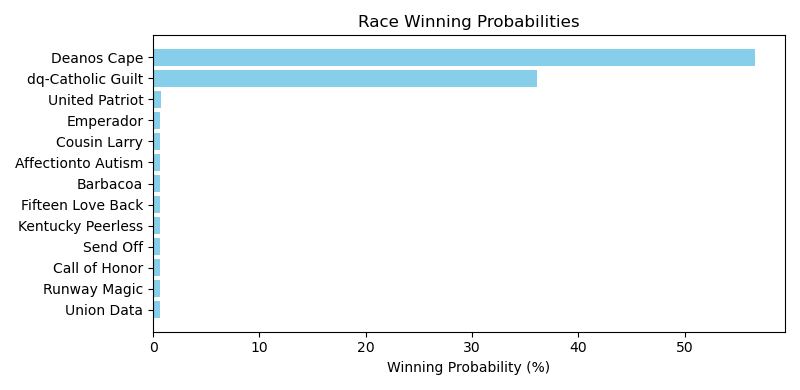 Race Winning Probabilities
Deanos Cape
dq-Catholic Guilt
United Patriot
Emperador
Cousin Larry
Affectionto Autism
Barbacoa
Fifteen Love Back
Kentucky Peerless
Send Off
Call of Honor
Runway Magic
Union Data
0 10 20 30 40 50
Winning Probability (%)